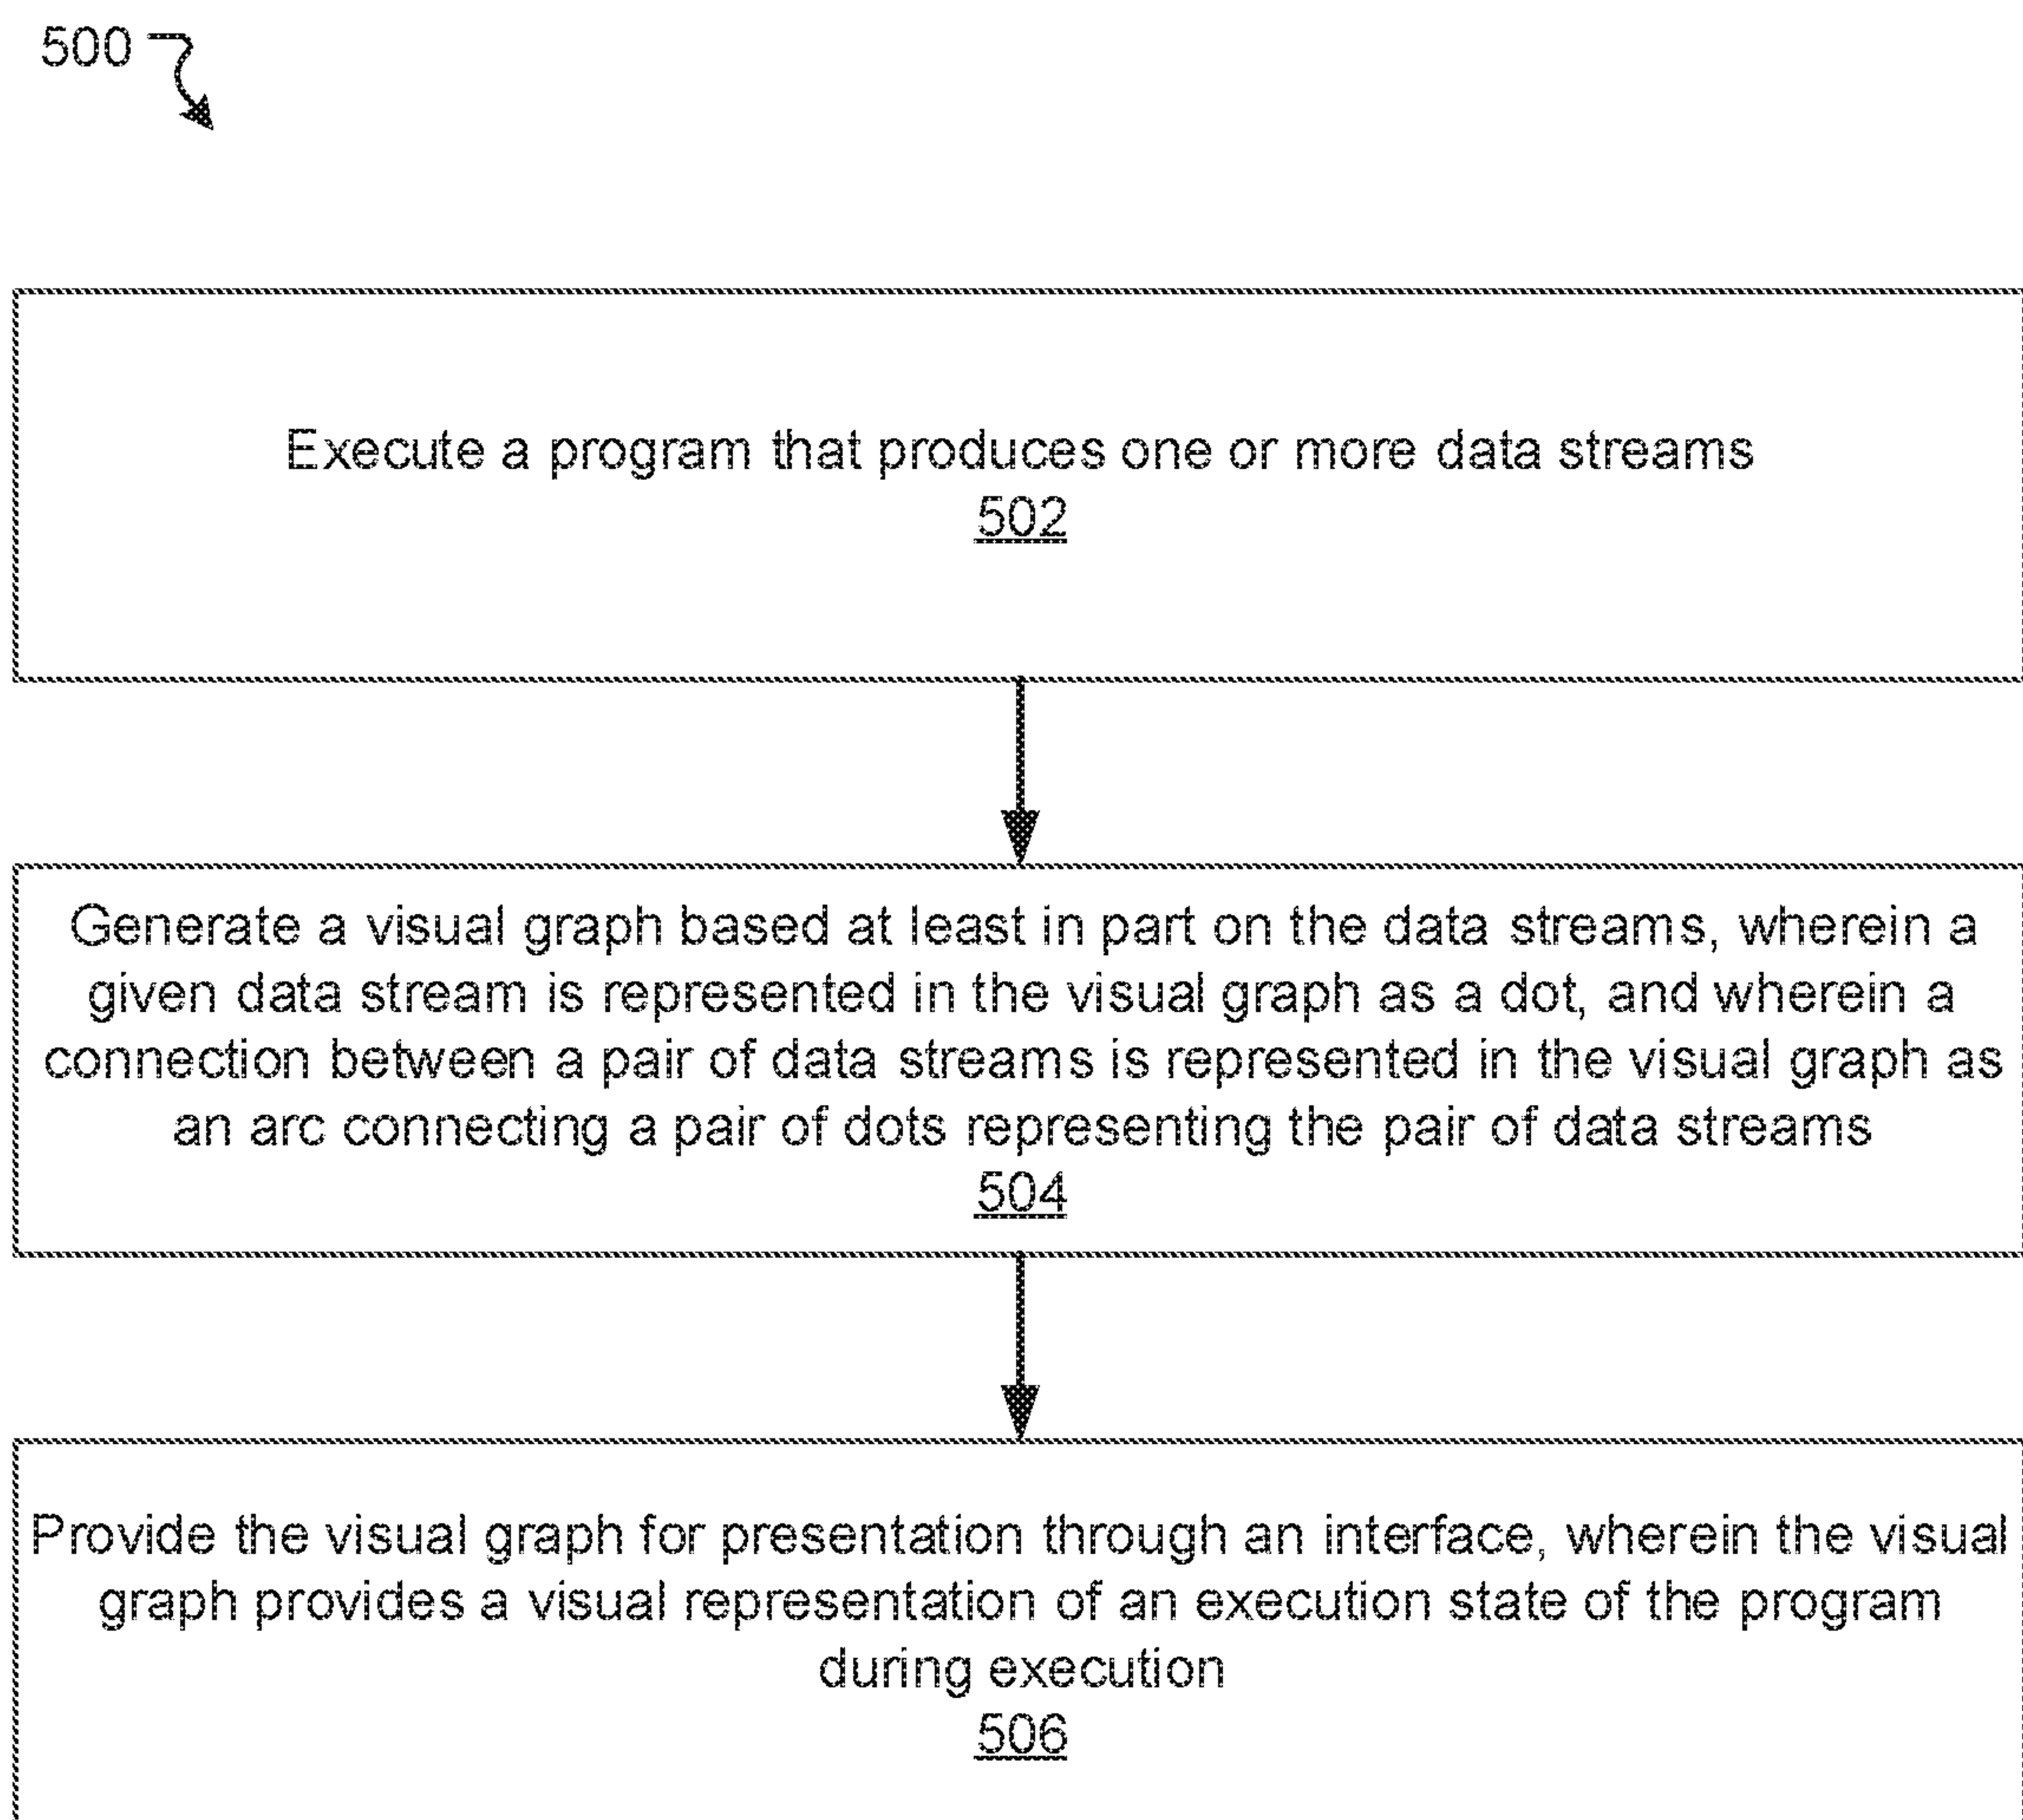 500
Execute a program that produces one or more data streams
502
Generate a visual graph based at least in part on the data streams, wherein a
given data stream is represented in the visual graph as a dot, and wherein a
connection between a pair of data streams is represented in the visual graph as
an arc connecting a pair of dots representing the pair of data streams
504
Provide the visual graph for presentation through an interface, wherein the visual
graph provides a visual representation of an execution state of the program
during execution
506